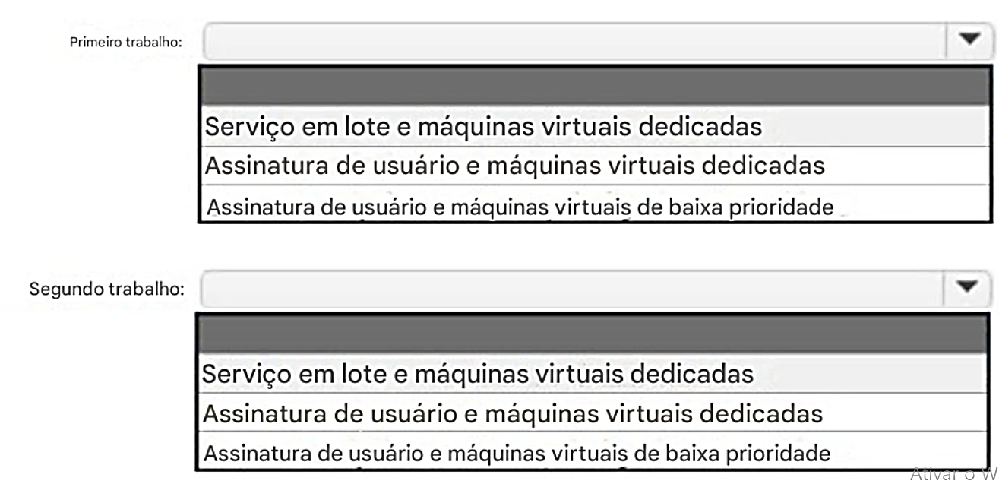 Primeiro trabalho:
Serviço em lote e máquinas virtuais dedicadas
Assinatura de usuário e máquinas virtuais dedicadas
Assinatura de usuário e máquinas virtuais de baixa prioridade
Segundo trabalho:
Serviço em lote e máquinas virtuais dedicadas
Assinatura de usuário e máquinas virtuais dedicadas
Assinatura de usuário e máquinas virtuais de baixa prioridade
Ativar o W